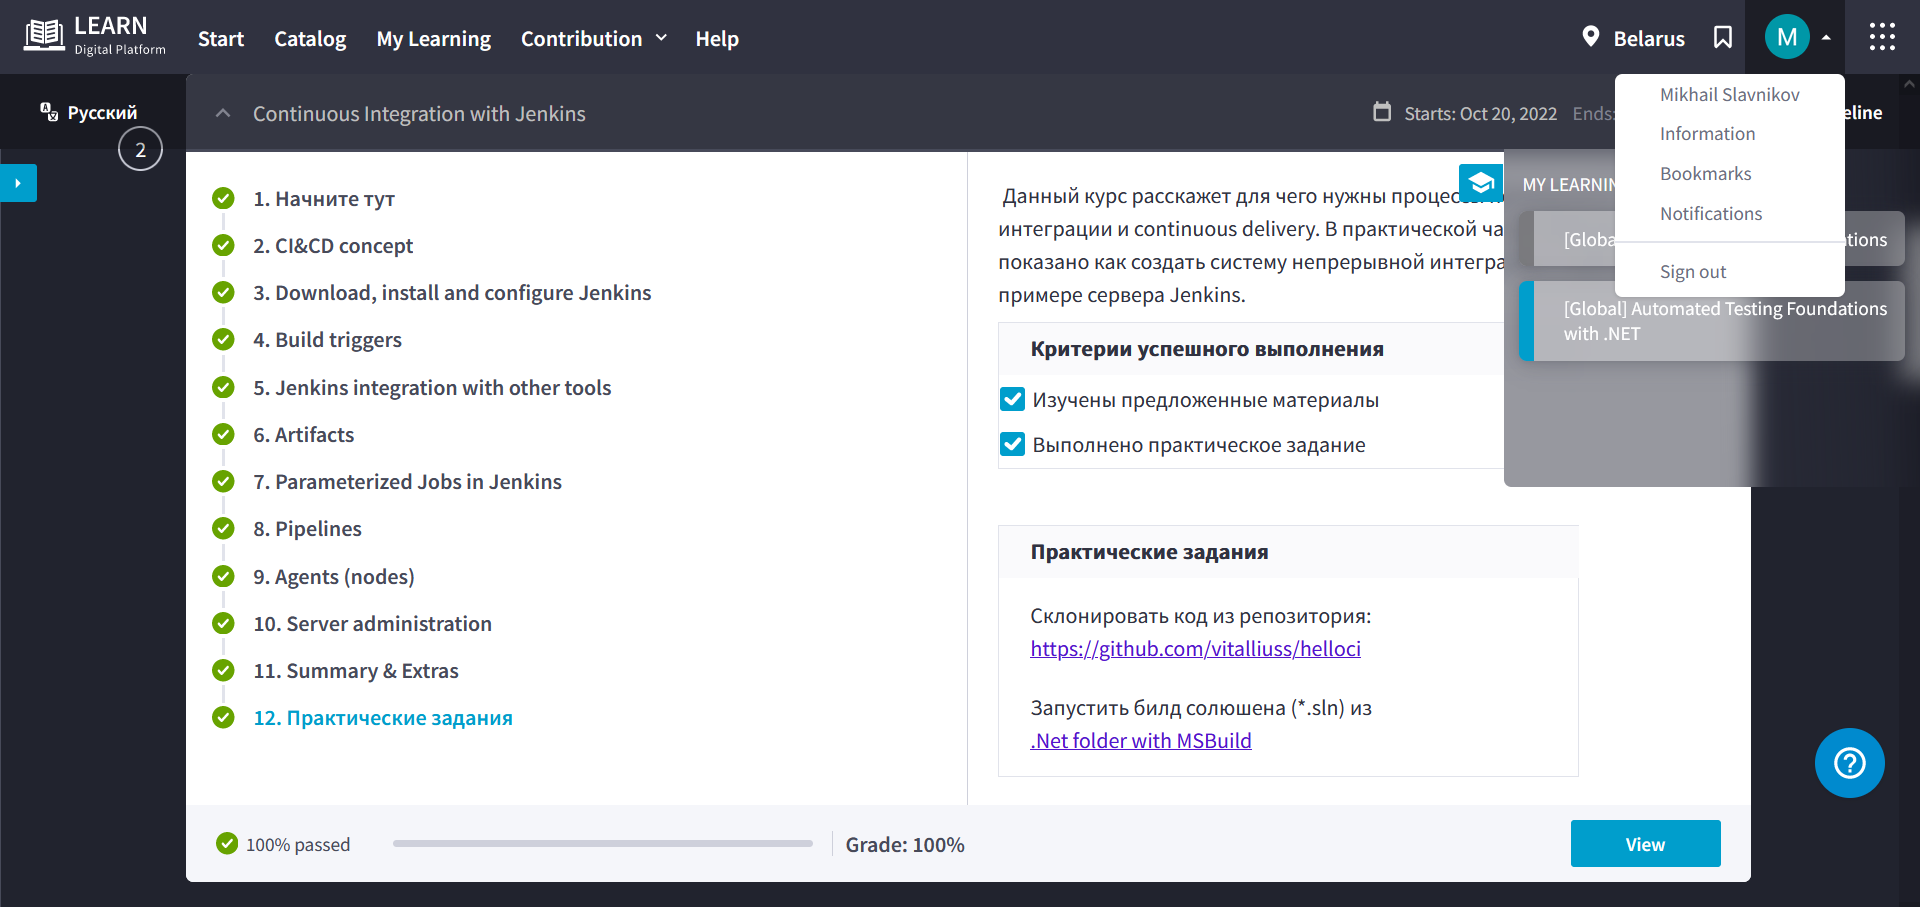 LEARN
Digital Platform
Start
Catalog
My Learning
Contribution
Help
Belarus
M
Русский
2
Continuous Integration with Jenkins
Starts: Oct 20, 2022
Ends:
eline
Mikhail Slavnikov
Information
Bookmarks
Notifications
Sign out
1. Начните тут
2. CI&CD concept
3. Download, install and configure Jenkins
4. Build triggers
5. Jenkins integration with other tools
6. Artifacts
7. Parameterized Jobs in Jenkins
8. Pipelines
9. Agents (nodes)
10. Server administration
11. Summary & Extras
12. Практические задания
Данный курс расскажет для чего нужны
интеграции и continuous delivery. В практической ча
показано как создать систему непрерывной интегра
примере сервера Jenkins.
Критерии успешного выполнения
Изучены предложенные материалы
Выполнено практическое задание
Практические задания
Склонировать код из репозитория:
https://github.com/vitalliuss/helloci
Запустить билд солюшена (*.sln) из
.Net folder with MSBuild
MY LEARNIN
[Globa
ations
[Global] Automated Testing Foundations
with .NET
100% passed
Grade: 100%
View